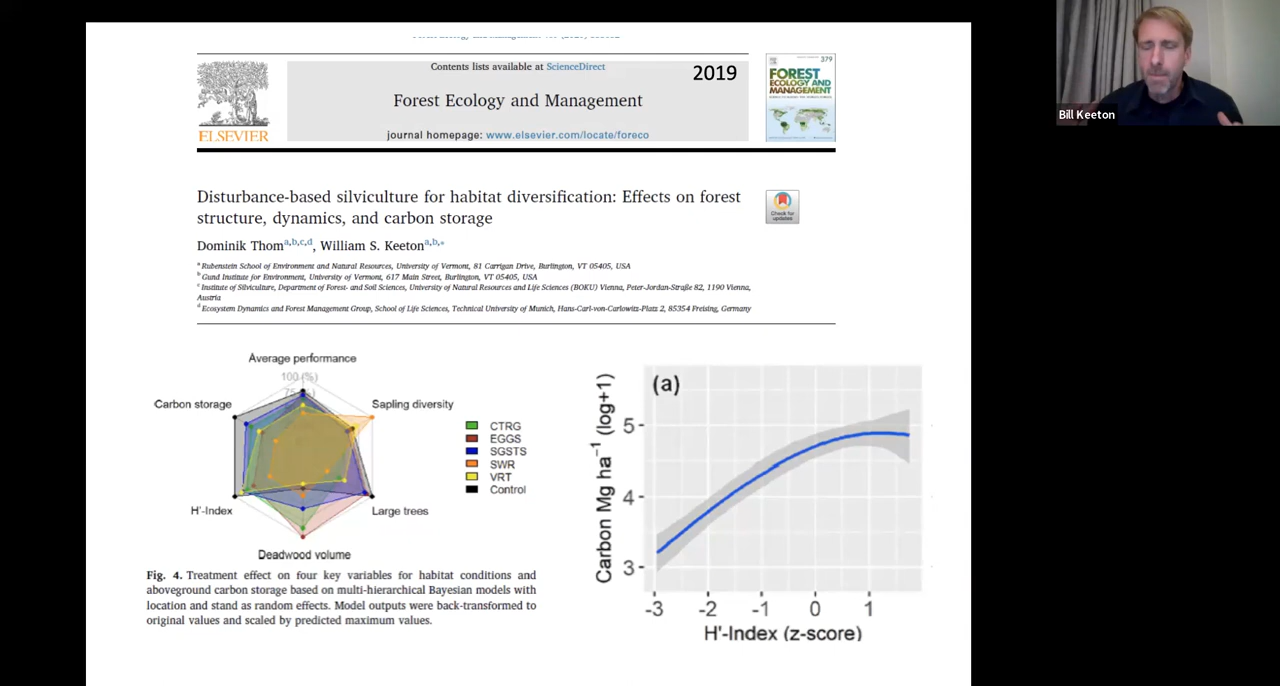 Contents lists available at ScienceDirect
2019
Forest Ecology and Management
journal homepage: www.elsevier.com/locate/foreco
ELSEVIER
379
FOREST
ECOLOGY AND
MANAGEMENT
Bill Keeton
Disturbance-based silviculture for habitat diversification: Effects on forest
structure, dynamics, and carbon storage
Check for
updates
Dominik Thom a,b,c,d, William S. Keeton a,b,*
a Rubenstein School of Environment and Natural Resources, University of Vermont, 81 Carrigan Drive, Burlington, VT 05405, USA
b Gund Institute for Environment, University of Vermont, 617 Main Street, Burlington, VT 05405, USA
c Institute of Silviculture, Department of Forest- and Soil Sciences, University of Natural Resources and Life Sciences (BOKU) Vienna, Peter-Jordan-Straße 82, 1190 Vienna,
Austria
d Ecosystem Dynamics and Forest Management Group, School of Life Sciences, Technical University of Munich, Hans-Carl-von-Carlowitz-Platz 2, 85354 Freising, Germany
Average performance
100 (%)
75 (%)
Carbon storage
Sapling diversity
H'-Index
Large trees
Deadwood volume
CTRG
EGGS
SGSTS
SWR
VRT
Control
Fig. 4. Treatment effect on four key variables for habitat conditions and
aboveground carbon storage based on multi-hierarchical Bayesian models with
location and stand as random effects. Model outputs were back-transformed to
original values and scaled by predicted maximum values.
(a)
Carbon Mg ha⁻¹ (log+1)
5
4
3
-3 -2 -1 0 1
H'-Index (z-score)